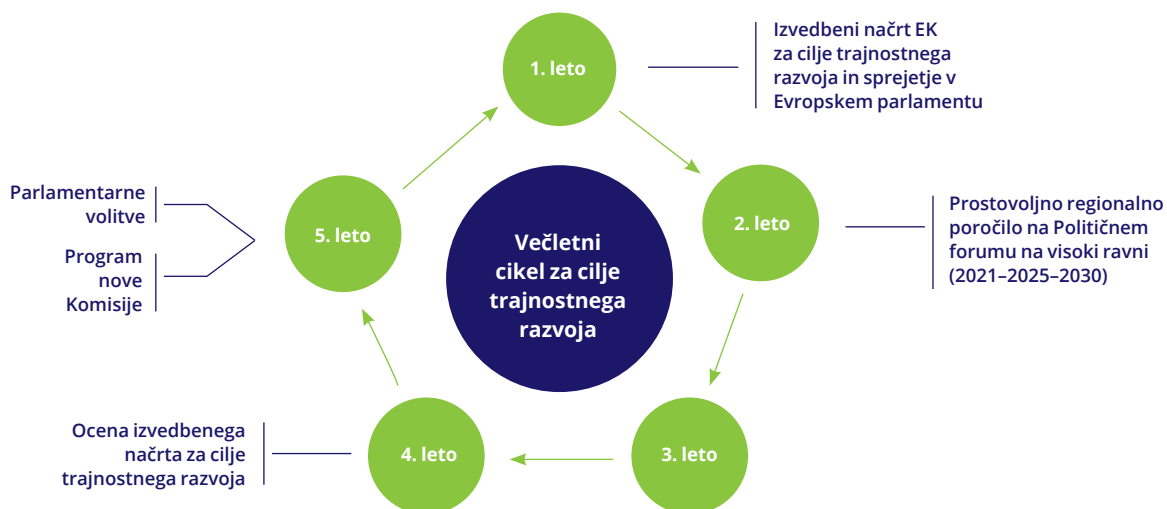 1. leto
Izvedbeni načrt EK
za cilje trajnostnega
razvoja in sprejetje v
Evropskem parlamentu
2. leto
Prostovoljno regionalno
poročilo na Političnem
forumu na visoki ravni
(2021–2025–2030)
3. leto
4. leto
Ocena izvedbenega
načrta za cilje
trajnostnega razvoja
5. leto
Parlamentarne
volitve
Program
nove
Komisije
Večletni
cikel za cilje
trajnostnega
razvoja